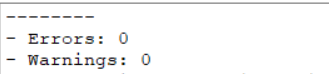 --------
- Errors: 0
- Warnings: 0